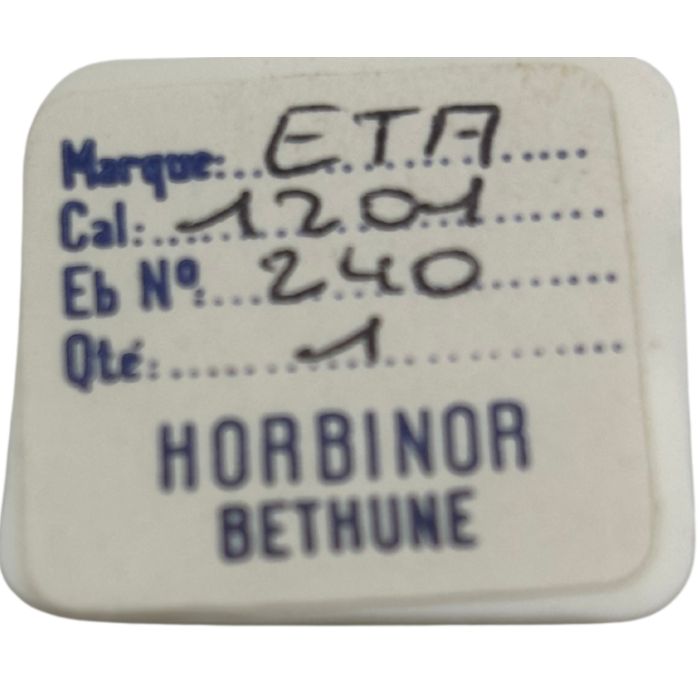 Marque: ETA
Cal: 1201
Eb Nº: 240
Qté: 1
HORBINOR
BETHUNE